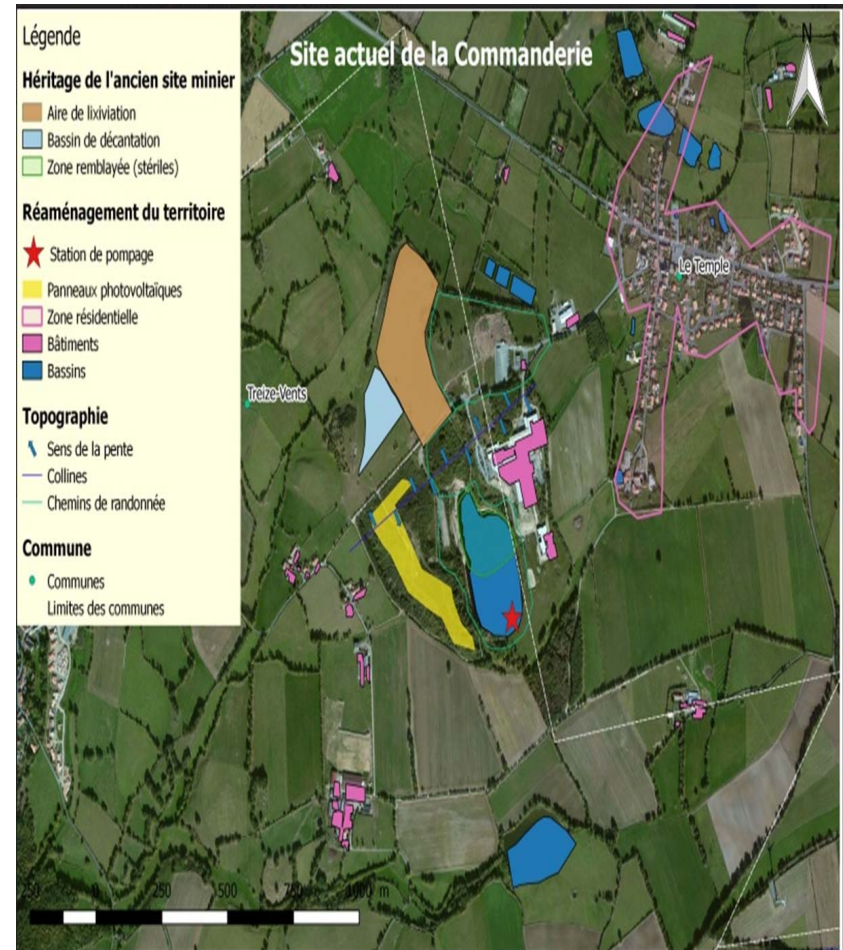 Légende
Héritage de l'ancien site minier
Aire de lixiviation
Bassin de décantation
Zone remblayée (stériles)
Réaménagement du territoire
Station de pompage
Panneaux photovoltaïques
Zone résidentielle
Bâtiments
Bassins
Topographie
Sens de la pente
Collines
Chemins de randonnée
Commune
Communes
Limites des communes
Site actuel de la Commanderie
N
Le Temple
Treize-Vents
250 0 250 500 750 1000 m